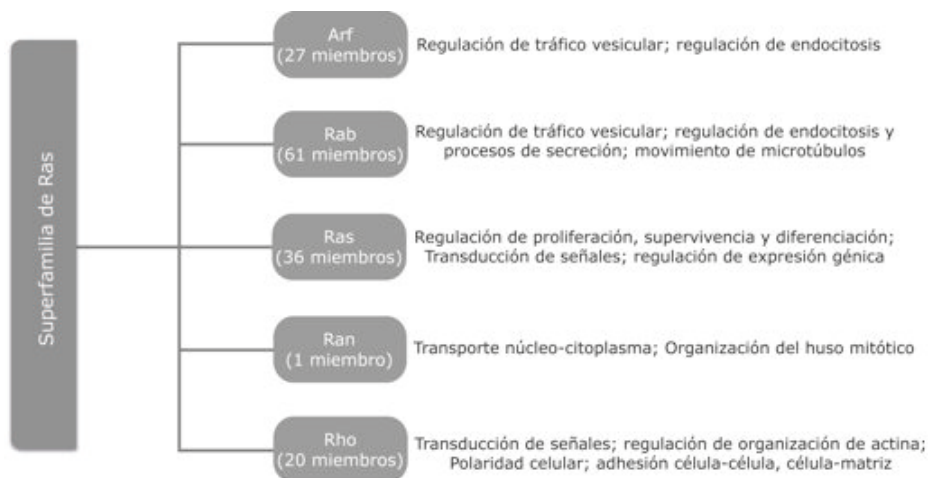 Superfamilia de Ras
Arf
(27 miembros)
Regulación de tráfico vesicular; regulación de endocitosis
Rab
(61 miembros)
Regulación de tráfico vesicular; regulación de endocitosis y
procesos de secreción; movimiento de microtúbulos
Ras
(36 miembros)
Regulación de proliferación, supervivencia y diferenciación;
Transducción de señales; regulación de expresión génica
Ran
(1 miembro)
Transporte núcleo-citoplasma; Organización del huso mitótico
Rho
(20 miembros)
Transducción de señales; regulación de organización de actina;
Polaridad celular; adhesión célula-célula, célula-matriz